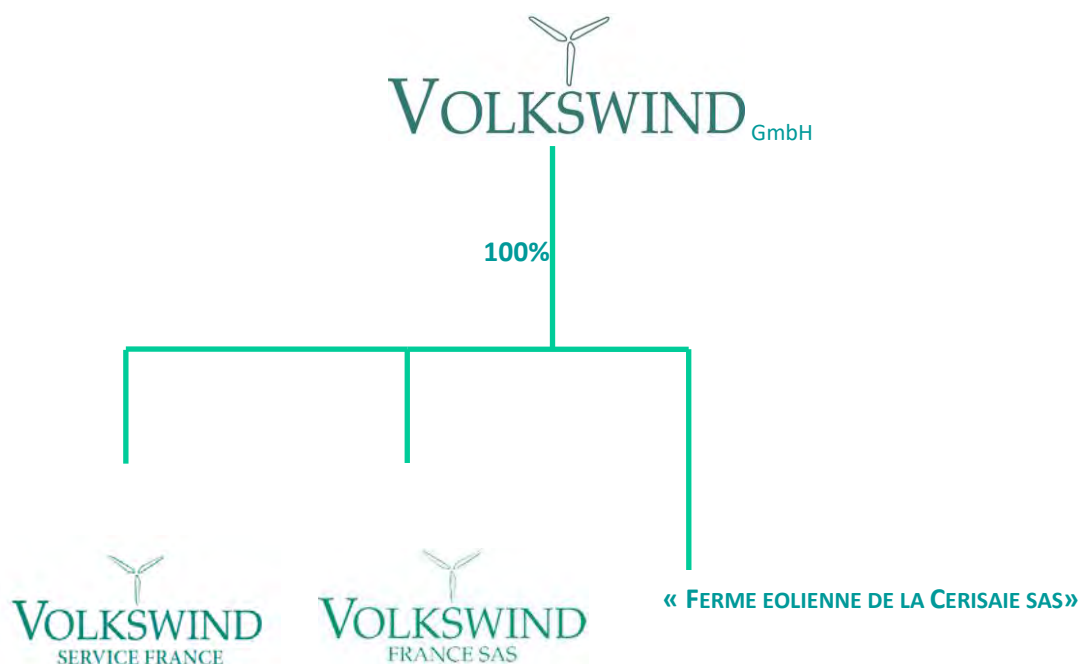 VOLKSWIND GmbH
100%
VOLKSWIND
SERVICE FRANCE
VOLKSWIND
FRANCE SAS
« FERME EOLIENNE DE LA CERISAIE SAS»